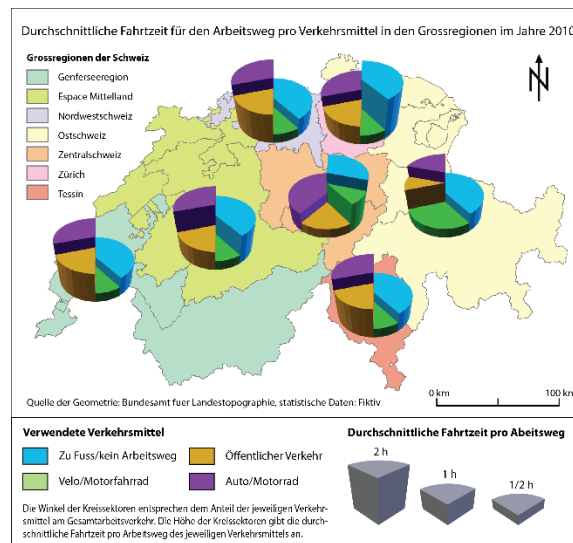 Durchschnittliche Fahrtzeit für den Arbeitsweg pro Verkehrsmittel in den Grossregionen im Jahre 2010
Grossregionen der Schweiz
Genferseeregion
Espace Mittelland
Nordwestschweiz
Ostschweiz
Zentralschweiz
Zürich
Tessin
N
0 km
100 km
Quelle der Geometrie: Bundesamt fuer Landestopographie, statistische Daten: Fiktiv
Verwendete Verkehrsmittel
Zu Fuss/kein Arbeitsweg
Öffentlicher Verkehr
Velo/Motorfahrrad
Auto/Motorrad
Die Winkel der Kreissektoren entsprechen dem Anteil der jeweiligen Verkehr-
smittel am Gesamtarbeitsverkehr. Die Höhe der Kreissektoren gibt die durch-
schnittliche Fahrtzeit pro Arbeitsweg des jeweiligen Verkehrsmittels an.
Durchschnittliche Fahrtzeit pro Abeitsweg
2 h
1 h
1/2 h